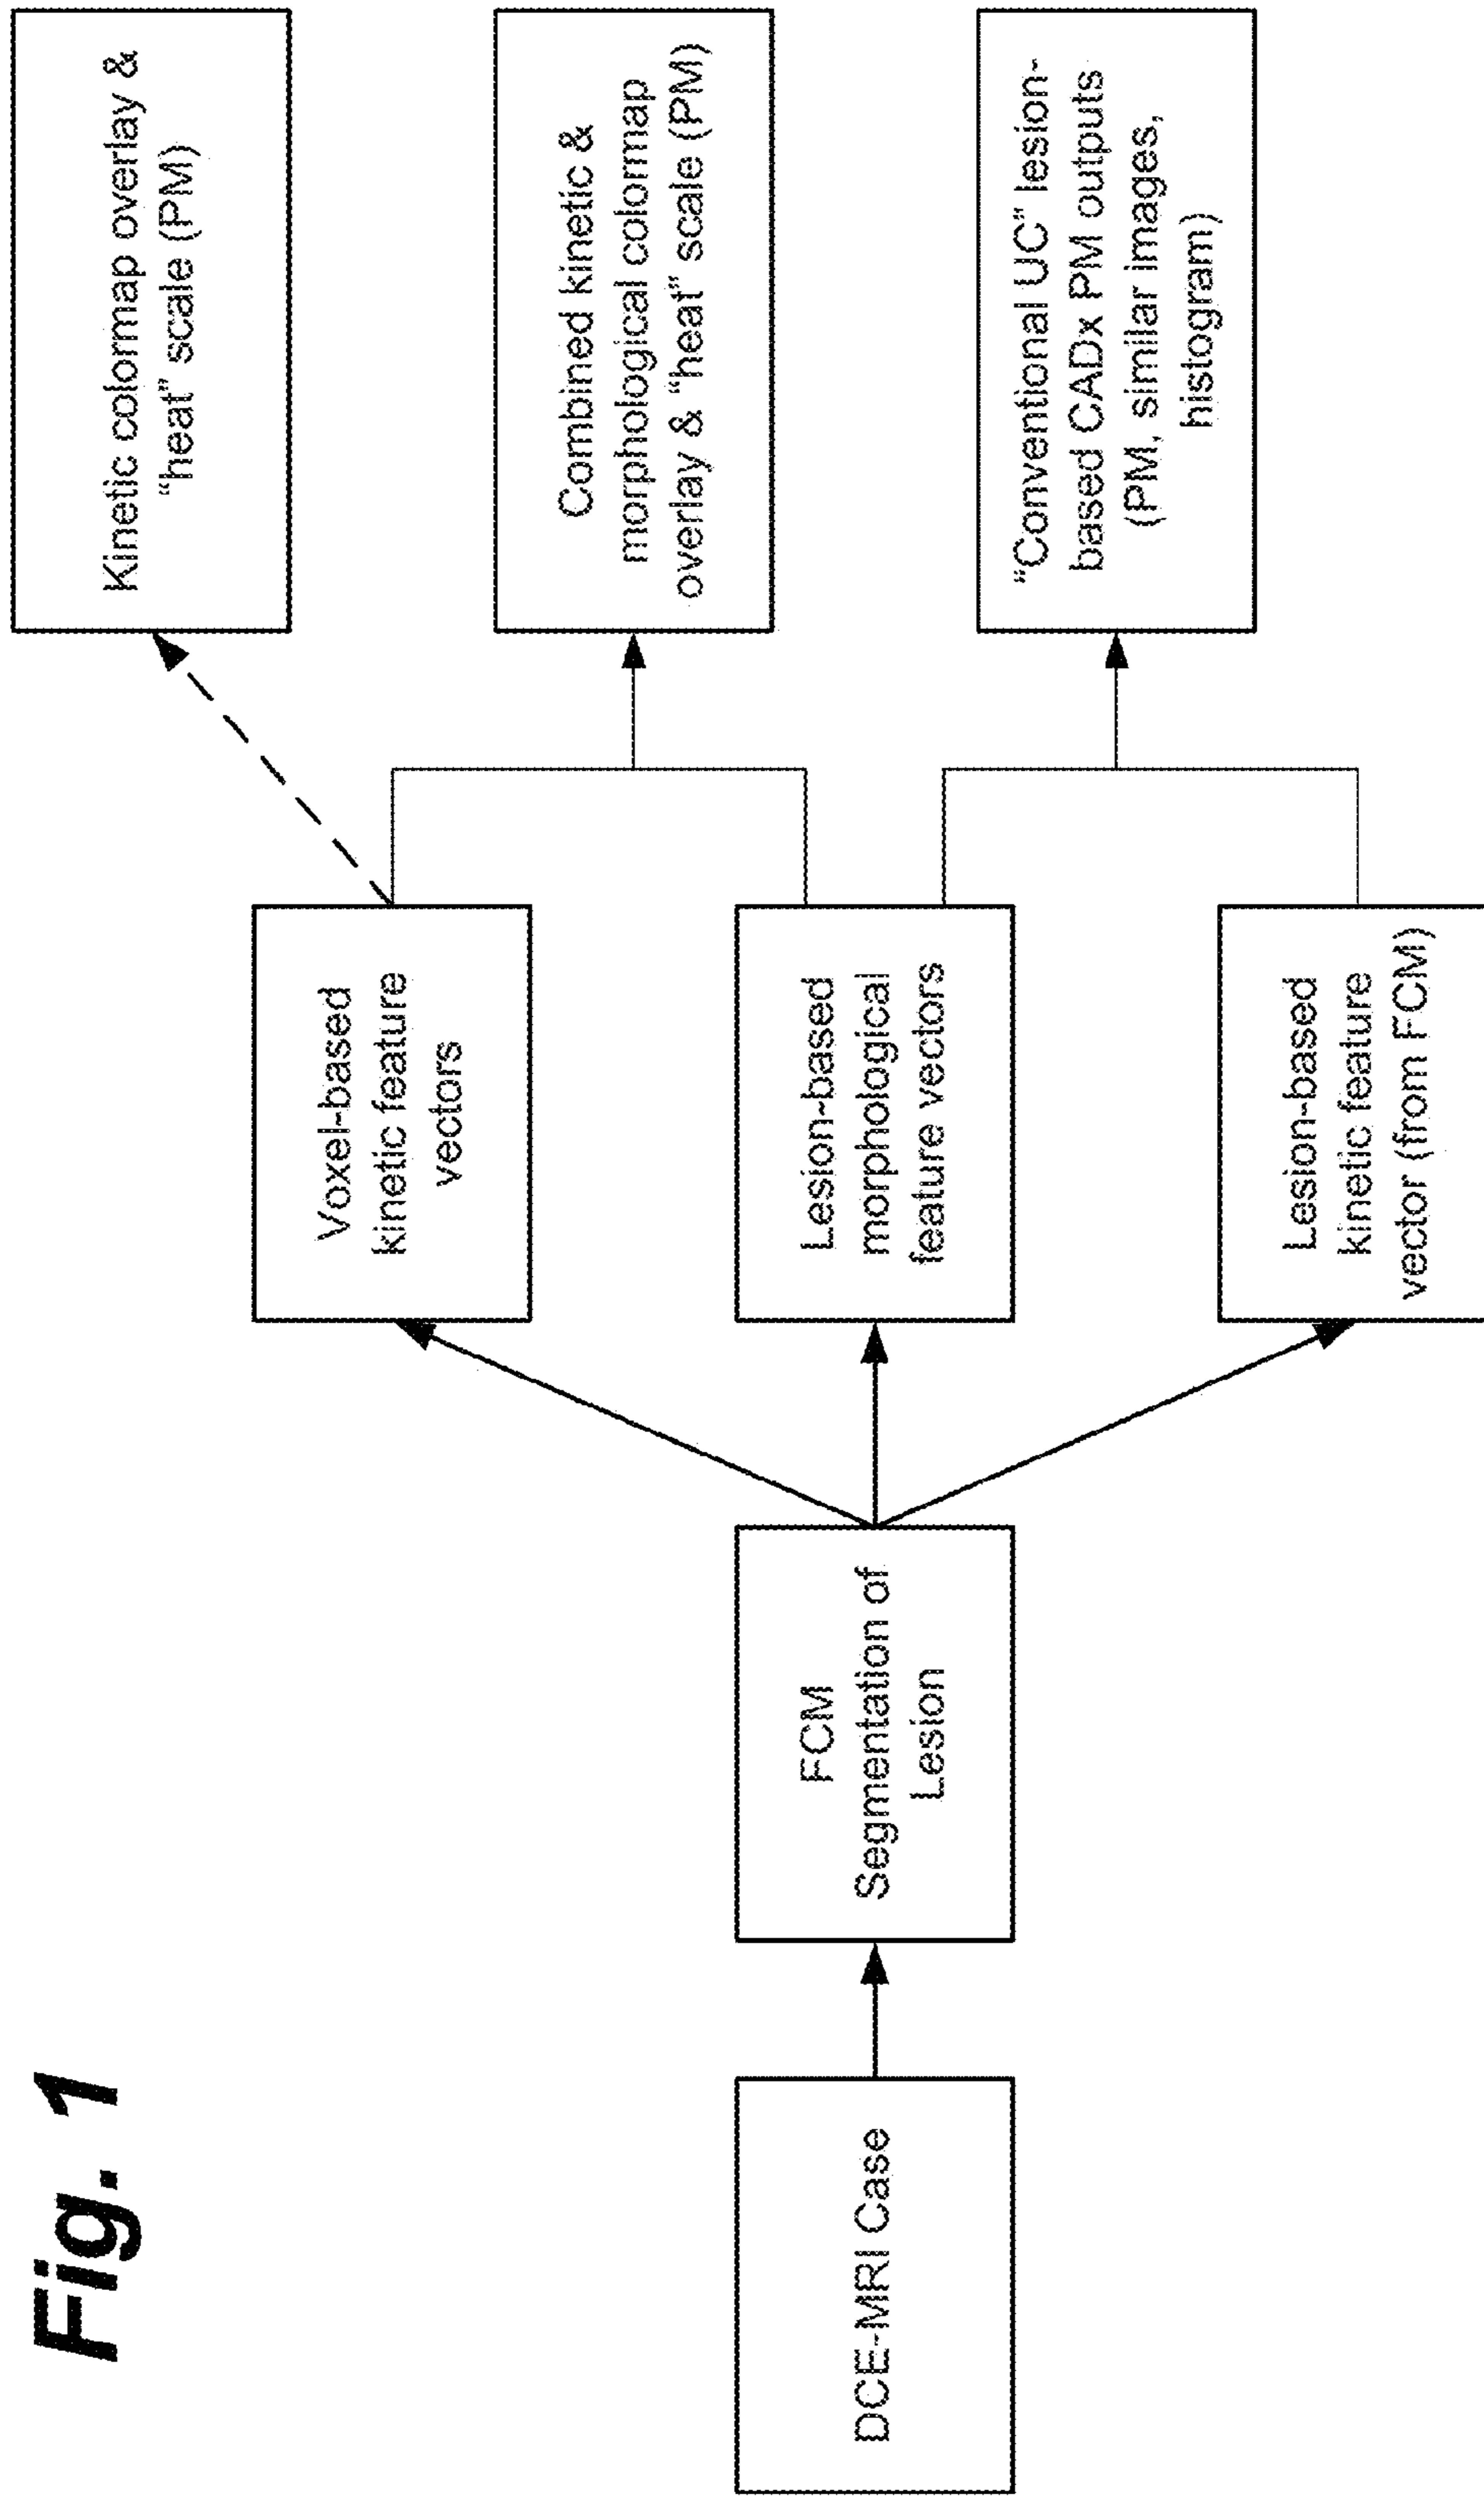 Fig. 1
DCE-MRI Case
FCM
Segmentation of
Lesion
Voxel-based
kinetic feature
vectors
Lesion-based
morphological
feature vectors
Lesion-based
kinetic feature
vector (from FCM)
Kinetic colormap overlay &
“heat” scale (PM)
Combined kinetic &
morphological colormap
overlay & “heat” scale (PM)
“Conventional UC” lesion-
based CADx PM outputs
(PM, similar images,
histogram)